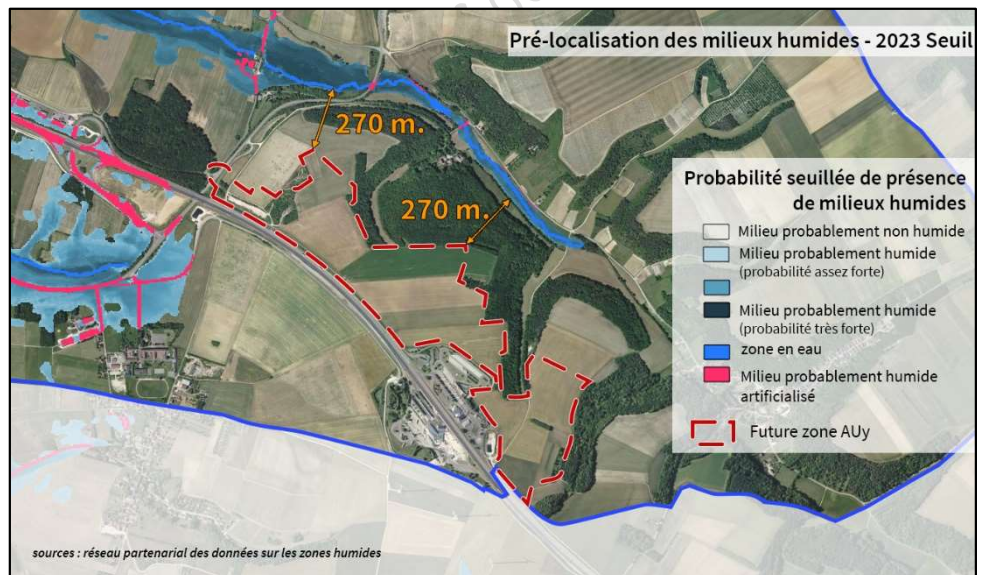 Pré-localisation des milieux humides - 2023 Seuil
270 m.
270 m.
Probabilité seuillée de présence
de milieux humides
Milieu probablement non humide
Milieu probablement humide
(probabilité assez forte)
Milieu probablement humide
(probabilité très forte)
zone en eau
Milieu probablement humide
artificialisé
Future zone AUy
sources : réseau partenarial des données sur les zones humides